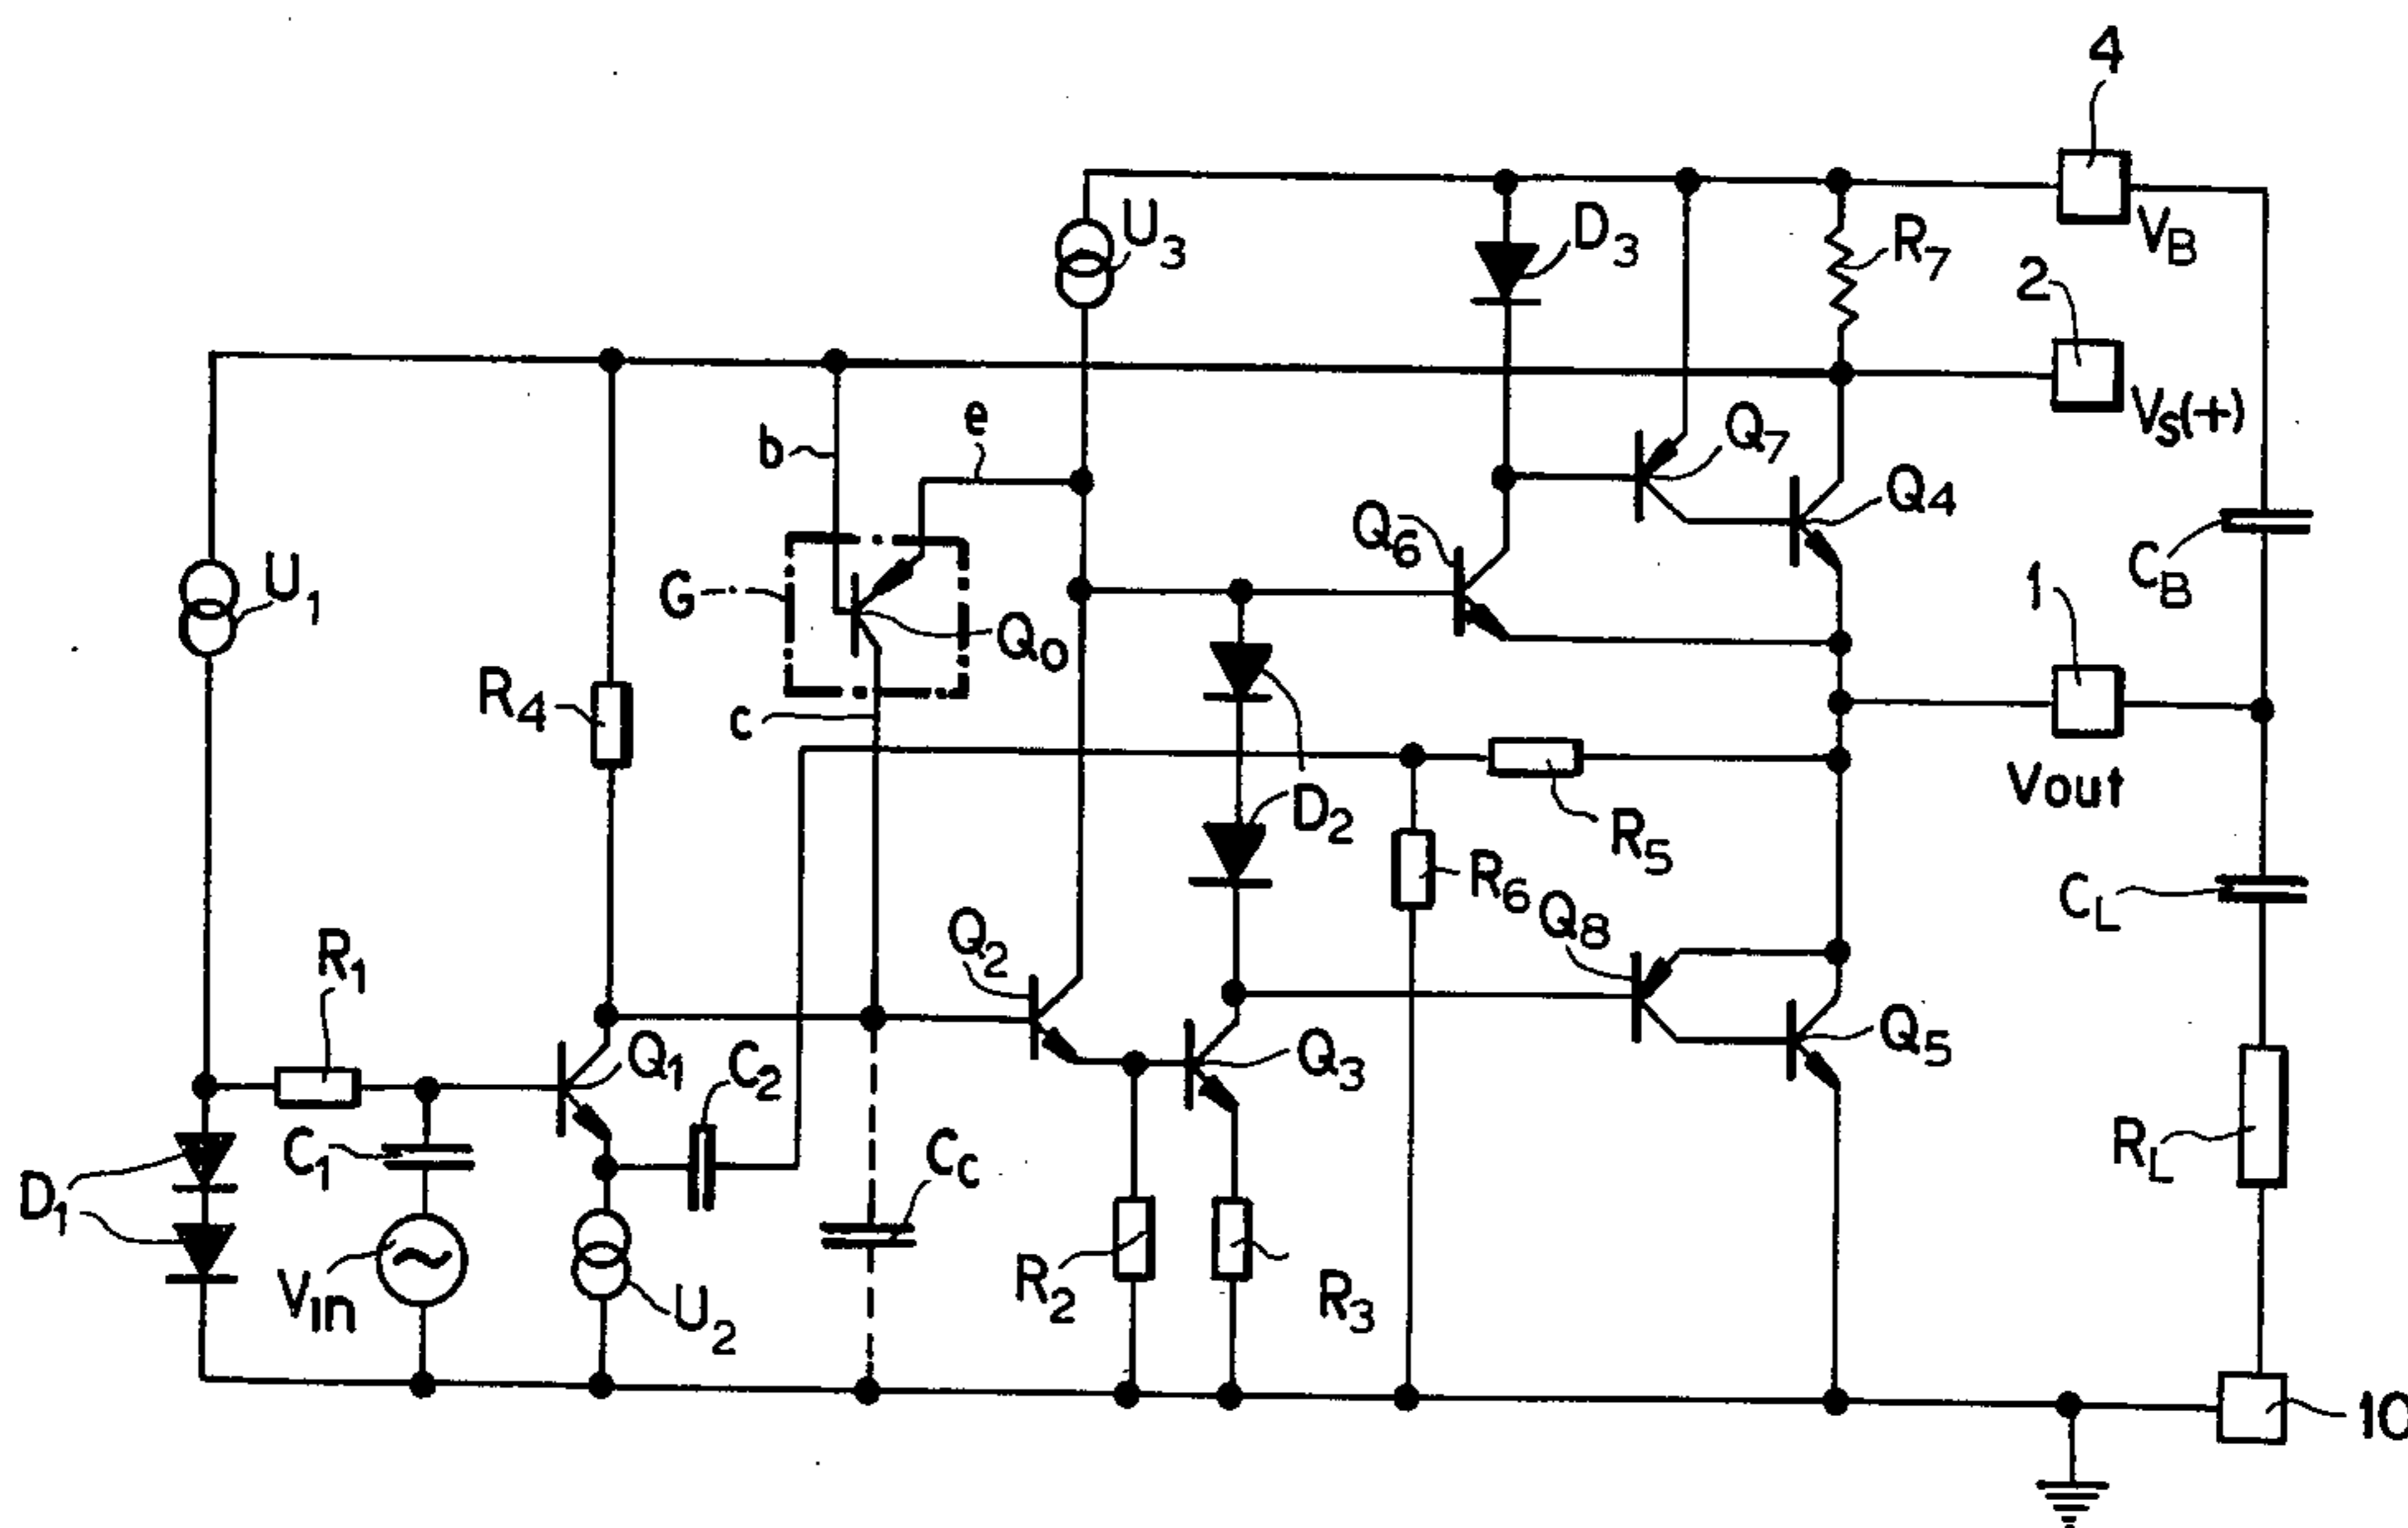 4
U3
D3
R7
VB
2
e
b
Q7
VS(+)
Q4
Q6
CB
U1
G
1
Q0
R4
c
Vout
D2
R5
R6
CL
Q8
Q2
R1
Q5
Q1
C2
Q3
C1
CC
RL
D1
Vin
R2
R3
U2
10